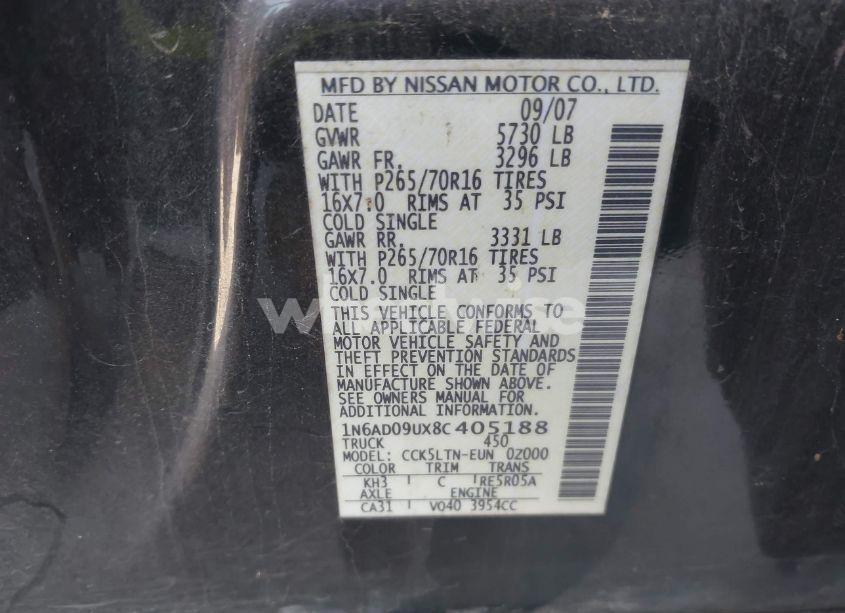 MFD BY NISSAN MOTOR CO., LTD.
DATE 09/07
GVWR 5730 LB
GAWR FR. 3296 LB
WITH P265/70R16 TIRES
16X7.0 RIMS AT 35 PSI
COLD SINGLE
GAWR RR. 3331 LB
WITH P265/70R16 TIRES
16X7.0 RIMS AT 35 PSI
COLD SINGLE
THIS VEHICLE CONFORMS TO
ALL APPLICABLE FEDERAL
MOTOR VEHICLE SAFETY AND
THEFT PREVENTION STANDARDS
IN EFFECT ON THE DATE OF
MANUFACTURE SHOWN ABOVE.
SEE OWNERS MANUAL FOR
ADDITIONAL INFORMATION.
1N6AD09UX8C405188
TRUCK 450
MODEL: CCK5LTN-EUN 0Z000
COLOR TRIM TRANS
KH3 C RE5R05A
AXLE ENGINE
CA31 VQ40 3954CC